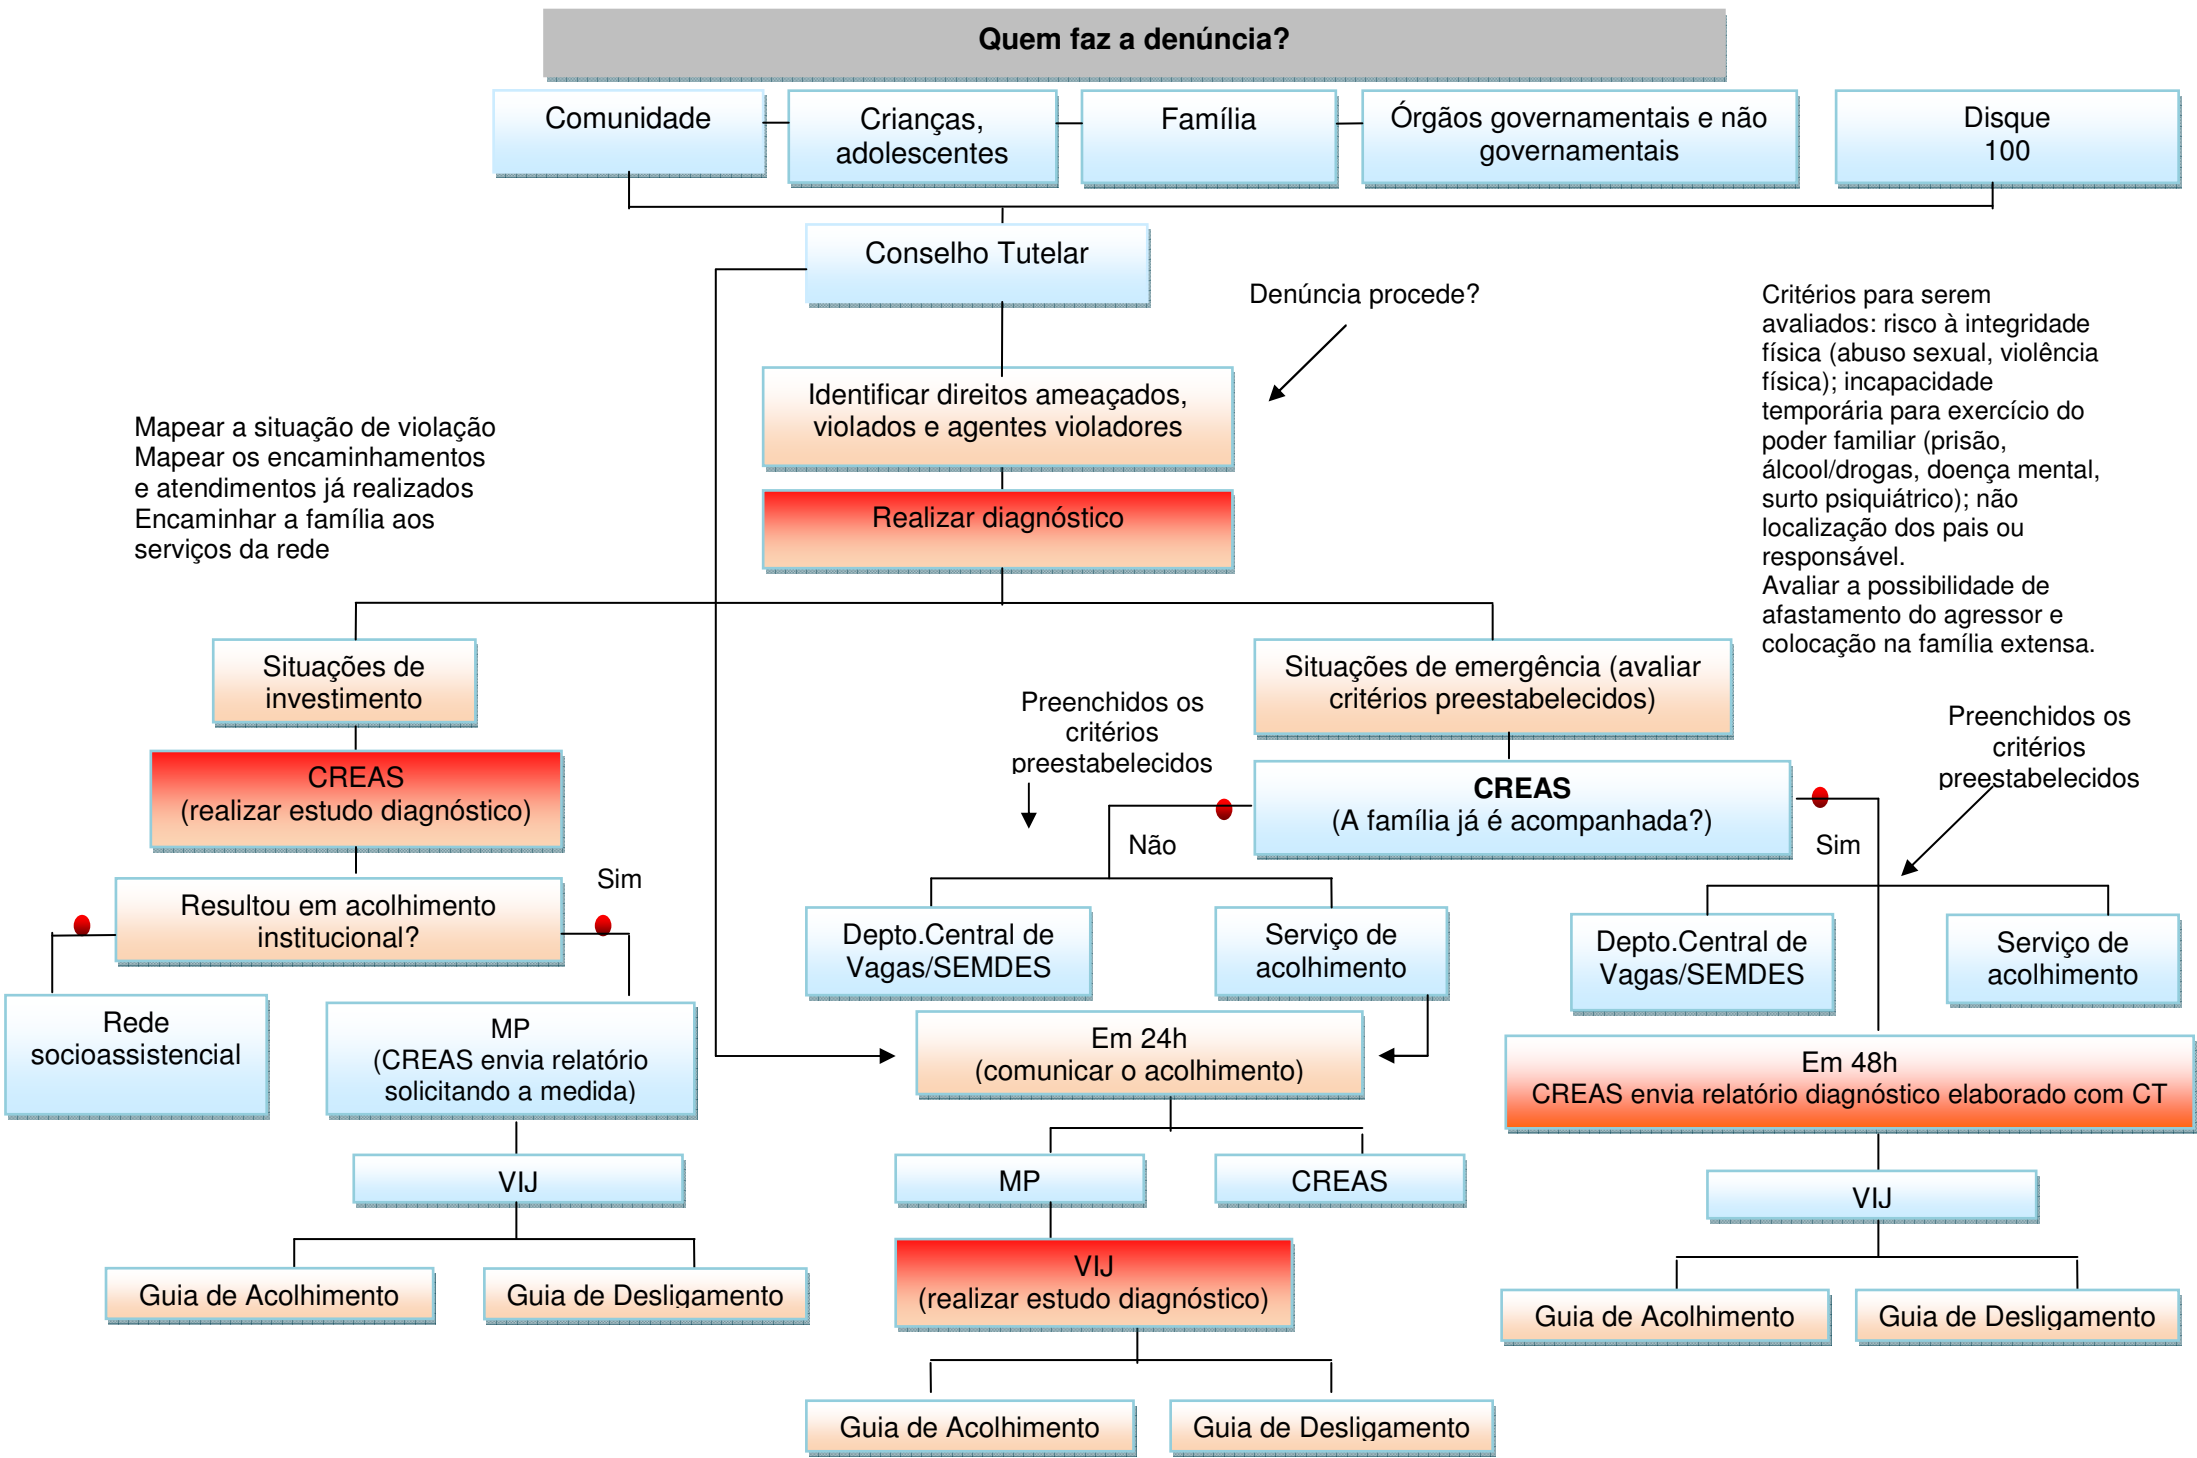 Quem faz a denúncia?
Comunidade
Crianças,
adolescentes
Família
Órgãos governamentais e não
governamentais
Disque
100
Conselho Tutelar
Denúncia procede?
Critérios para serem
avaliados: risco à integridade
física (abuso sexual, violência
física); incapacidade
temporária para exercício do
poder familiar (prisão,
álcool/drogas, doença mental,
surto psiquiátrico); não
localização dos pais ou
responsável.
Avaliar a possibilidade de
afastamento do agressor e
colocação na família extensa.
Identificar direitos ameaçados,
violados e agentes violadores
Mapear a situação de violação
Mapear os encaminhamentos
e atendimentos já realizados
Encaminhar a família aos
serviços da rede
Realizar diagnóstico
Situações de
investimento
Situações de emergência (avaliar
critérios preestabelecidos)
Preenchidos os
critérios
preestabelecidos
Preenchidos os
critérios
preestabelecidos
CREAS
(realizar estudo diagnóstico)
CREAS
(A família já é acompanhada?)
Não
Sim
Sim
Resultou em acolhimento
institucional?
Depto.Central de
Vagas/SEMDES
Serviço de
acolhimento
Depto.Central de
Vagas/SEMDES
Serviço de
acolhimento
Rede
socioassistencial
MP
(CREAS envia relatório
solicitando a medida)
Em 24h
(comunicar o acolhimento)
Em 48h
CREAS envia relatório diagnóstico elaborado com CT
VIJ
MP
CREAS
VIJ
Guia de Acolhimento
Guia de Desligamento
VIJ
(realizar estudo diagnóstico)
Guia de Acolhimento
Guia de Desligamento
Guia de Acolhimento
Guia de Desligamento